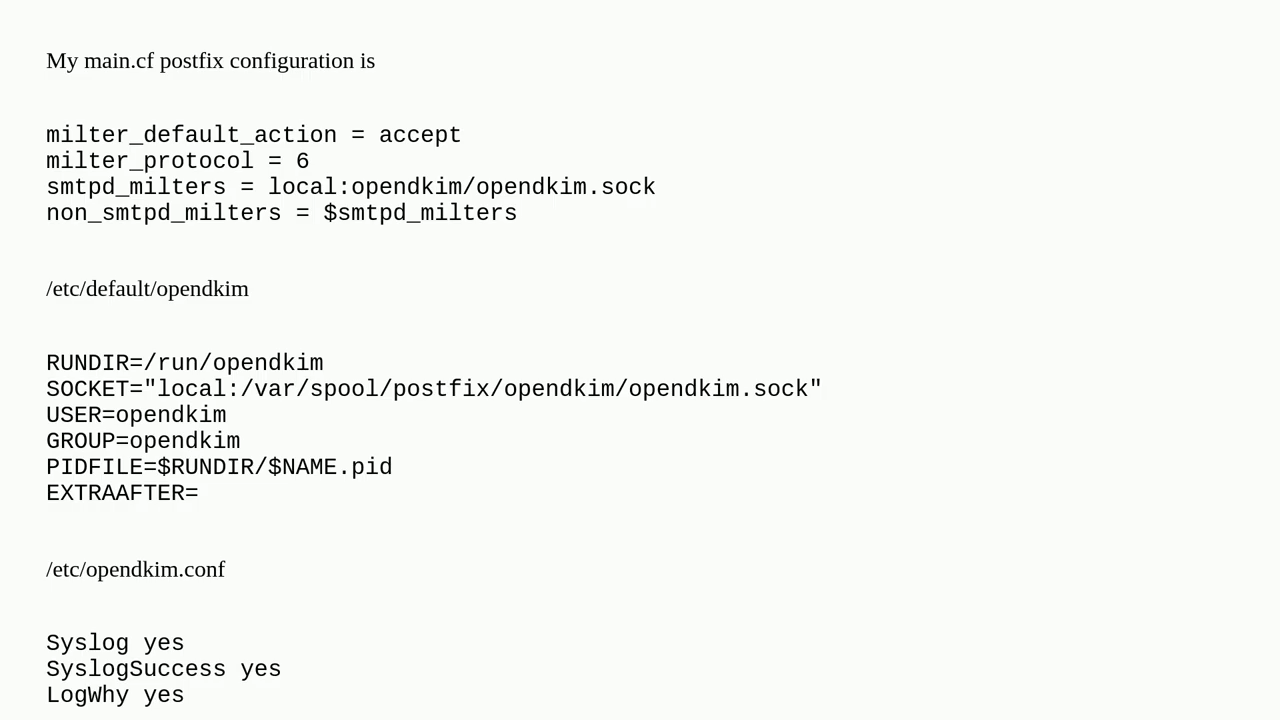 My main.cf postfix configuration is
milter_default_action = accept
milter_protocol = 6
smtpd_milters = local:opendkim/opendkim.sock
non_smtpd_milters = $smtpd_milters
/etc/default/opendkim
RUNDIR=/run/opendkim
SOCKET="local:/var/spool/postfix/opendkim/opendkim.sock"
USER=opendkim
GROUP=opendkim
PIDFILE=$RUNDIR/$NAME.pid
EXTRAAFTER=
/etc/opendkim.conf
Syslog yes
SyslogSuccess yes
LogWhy yes